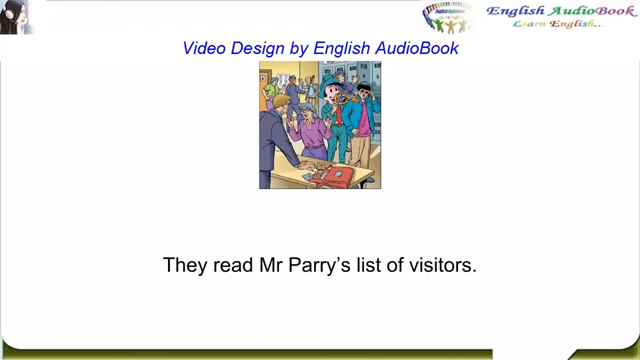 English AudioBook
Learn English...
Video Design by English AudioBook
They read Mr Parry's list of visitors.